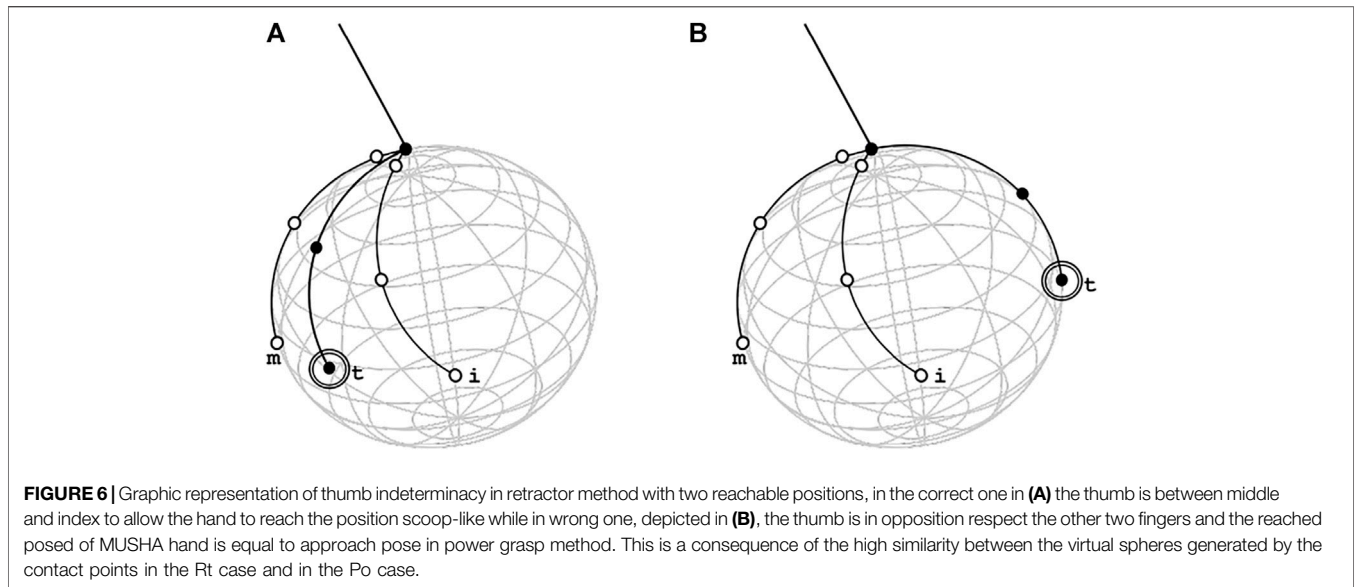 A
B
m
t
i
m
t
i
FIGURE 6 | Graphic representation of thumb indeterminacy in retractor method with two reachable positions, in the correct one in (A) the thumb is between middle
and index to allow the hand to reach the position scoop-like while in wrong one, depicted in (B), the thumb is in opposition respect the other two fingers and the reached
posed of MUSHA hand is equal to approach pose in power grasp method. This is a consequence of the high similarity between the virtual spheres generated by the
contact points in the Rt case and in the Po case.